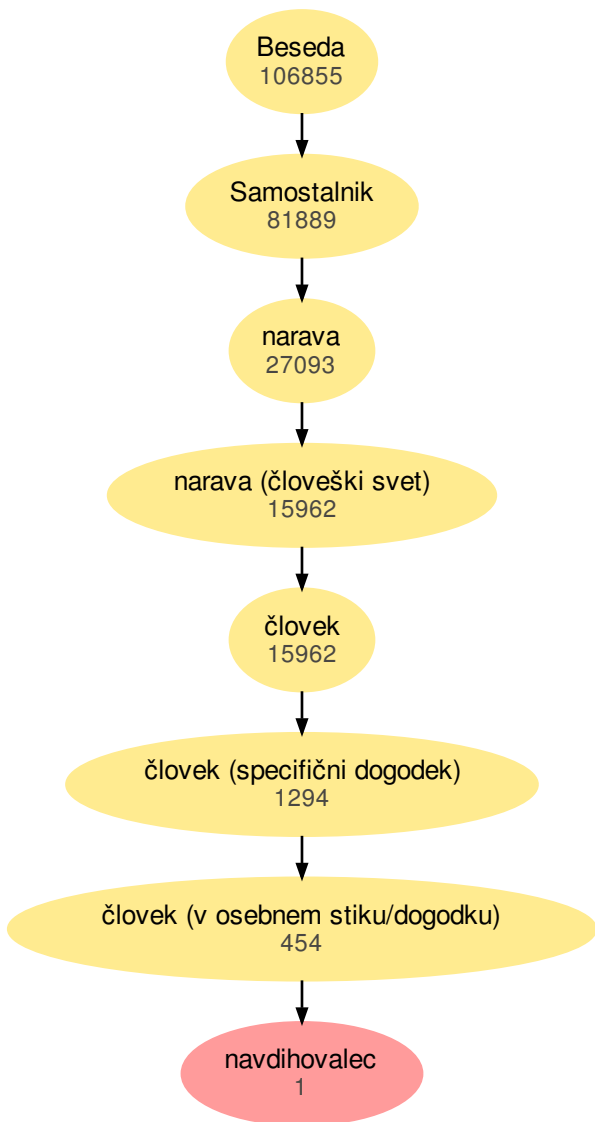 Beseda
106855
Samostalnik
81889
narava
27093
narava (človeški svet)
15962
človek
15962
človek (specifični dogodek)
1294
človek (v osebnem stiku/dogodku)
454
navdihovalec
1